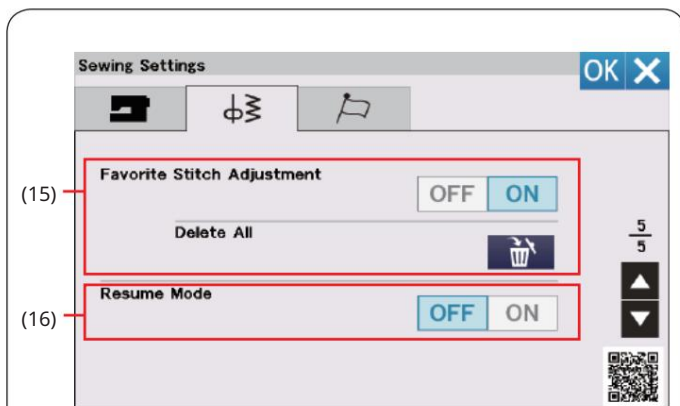 Sewing Settings
OK
(15)
Favorite Stitch Adjustment
OFF ON
Delete All
5
5
(16)
Resume Mode
OFF ON